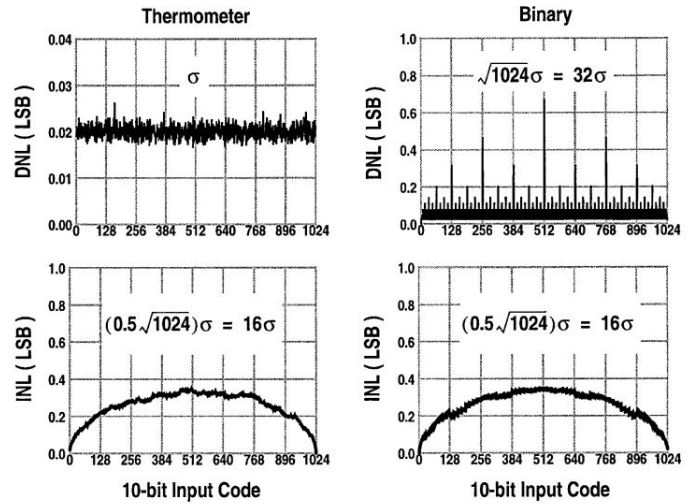 Thermometer
DNL ( LSB )
0.04
0.03
0.02
0.01
0.00
σ
0 128 256 384 512 640 768 896 1024
Binary
DNL ( LSB )
1.0
0.8
0.6
0.4
0.2
0.0
√1024σ = 32σ
0 128 256 384 512 640 768 896 1024
INL ( LSB )
1.0
0.8
0.6
0.4
0.2
0.0
(0.5√1024)σ = 16σ
0 128 256 384 512 640 768 896 1024
10-bit Input Code
INL ( LSB )
1.0
0.8
0.6
0.4
0.2
0.0
(0.5√1024)σ = 16σ
0 128 256 384 512 640 768 896 1024
10-bit Input Code